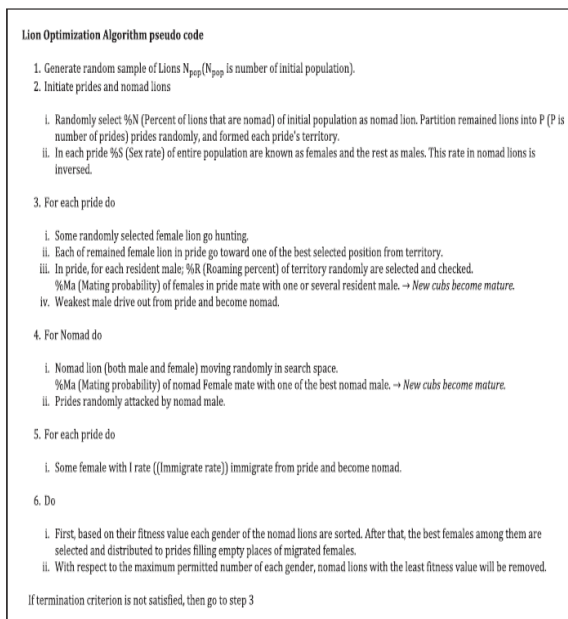 Lion Optimization Algorithm pseudo code
1. Generate random sample of Lions Npop(Npop is number of initial population).
2. Initiate prides and nomad lions
i. Randomly select %N (Percent of lions that are nomad) of initial population as nomad lion. Partition remained lions into P (P is
number of prides) prides randomly, and formed each pride's territory.
ii. In each pride %S (Sex rate) of entire population are known as females and the rest as males. This rate in nomad lions is
inversed.
3. For each pride do
i. Some randomly selected female lion go hunting.
ii. Each of remained female lion in pride go toward one of the best selected position from territory.
iii. In pride, for each resident male; %R (Roaming percent) of territory randomly are selected and checked.
%Ma (Mating probability) of females in pride mate with one or several resident male. → New cubs become mature.
iv. Weakest male drive out from pride and become nomad.
4. For Nomad do
i. Nomad lion (both male and female) moving randomly in search space.
%Ma (Mating probability) of nomad Female mate with one of the best nomad male. → New cubs become mature.
ii. Prides randomly attacked by nomad male.
5. For each pride do
i. Some female with I rate ((Immigrate rate)) immigrate from pride and become nomad.
6. Do
i. First, based on their fitness value each gender of the nomad lions are sorted. After that, the best females among them are
selected and distributed to prides filling empty places of migrated females.
ii. With respect to the maximum permitted number of each gender, nomad lions with the least fitness value will be removed.
If termination criterion is not satisfied, then go to step 3